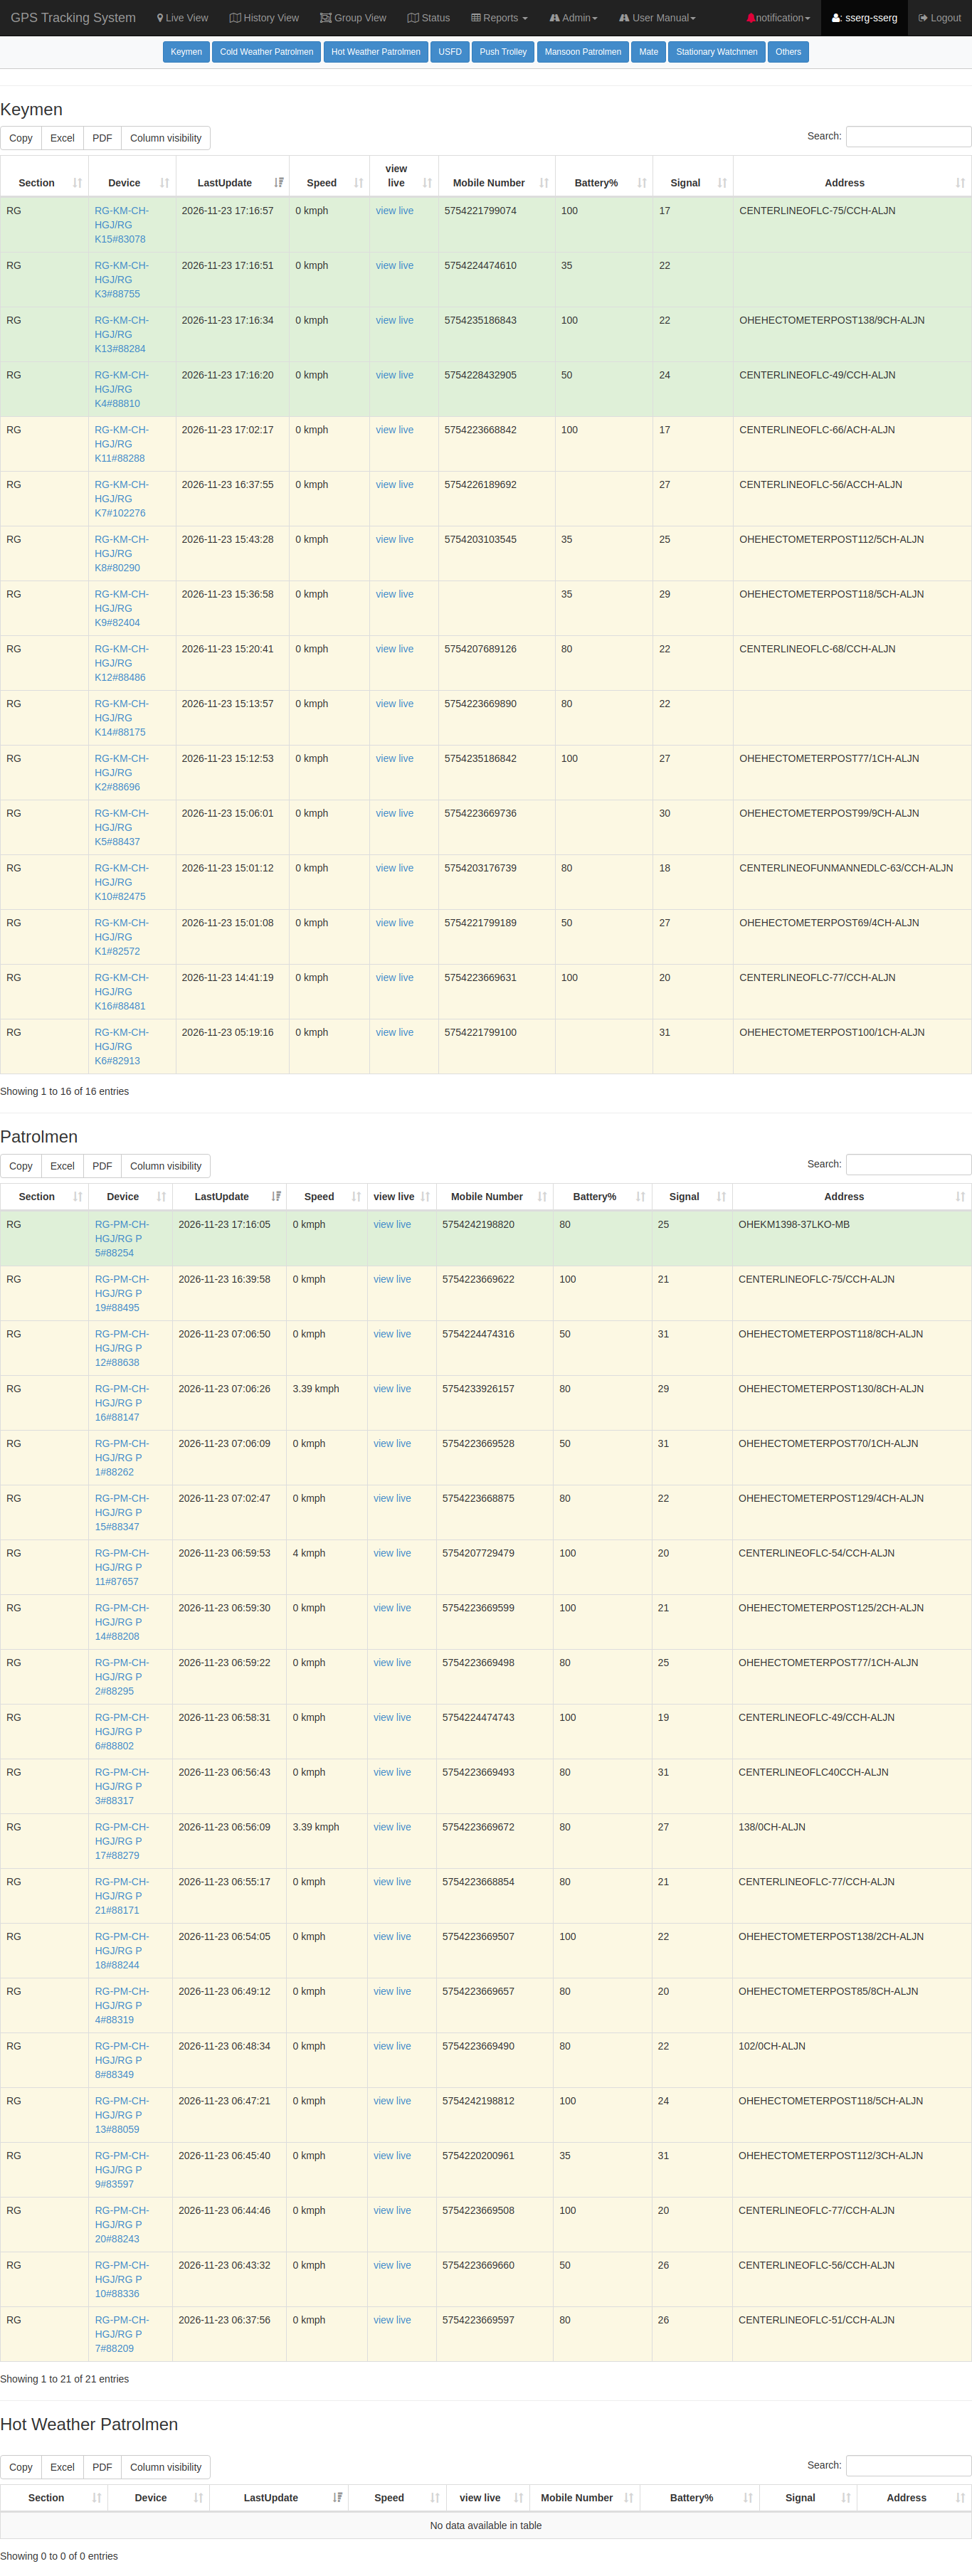 GPS Tracking System Live View History View Group View Status Reports Admin User Manual notification : sserg-sserg Logout
Keymen Cold Weather Patrolmen Hot Weather Patrolmen USFD Push Trolley Mansoon Patrolmen Mate Stationary Watchmen Others
Keymen
Copy Excel PDF Column visibility Search:
view
Section Device LastUpdate Speed live Mobile Number Battery% Signal Address
RG RG-KM-CH- 2026-11-23 17:16:57 0 kmph view live 5754221799074 100 17 CENTERLINEOFLC-75/CCH-ALJN
HGJ/RG
K15#83078
RG RG-KM-CH- 2026-11-23 17:16:51 0 kmph view live 5754224474610 35 22
HGJ/RG
K3#88755
RG RG-KM-CH- 2026-11-23 17:16:34 0 kmph view live 5754235186843 100 22 OHEHECTOMETERPOST138/9CH-ALJN
HGJ/RG
K13#88284
RG RG-KM-CH- 2026-11-23 17:16:20 0 kmph view live 5754228432905 50 24 CENTERLINEOFLC-49/CCH-ALJN
HGJ/RG
K4#88810
RG RG-KM-CH- 2026-11-23 17:02:17 0 kmph view live 5754223668842 100 17 CENTERLINEOFLC-66/ACH-ALJN
HGJ/RG
K11#88288
RG RG-KM-CH- 2026-11-23 16:37:55 0 kmph view live 5754226189692 27 CENTERLINEOFLC-56/ACCH-ALJN
HGJ/RG
K7#102276
RG RG-KM-CH- 2026-11-23 15:43:28 0 kmph view live 5754203103545 35 25 OHEHECTOMETERPOST112/5CH-ALJN
HGJ/RG
K8#80290
RG RG-KM-CH- 2026-11-23 15:36:58 0 kmph view live 35 29 OHEHECTOMETERPOST118/5CH-ALJN
HGJ/RG
K9#82404
RG RG-KM-CH- 2026-11-23 15:20:41 0 kmph view live 5754207689126 80 22 CENTERLINEOFLC-68/CCH-ALJN
HGJ/RG
K12#88486
RG RG-KM-CH- 2026-11-23 15:13:57 0 kmph view live 5754223669890 80 22
HGJ/RG
K14#88175
RG RG-KM-CH- 2026-11-23 15:12:53 0 kmph view live 5754235186842 100 27 OHEHECTOMETERPOST77/1CH-ALJN
HGJ/RG
K2#88696
RG RG-KM-CH- 2026-11-23 15:06:01 0 kmph view live 5754223669736 30 OHEHECTOMETERPOST99/9CH-ALJN
HGJ/RG
K5#88437
RG RG-KM-CH- 2026-11-23 15:01:12 0 kmph view live 5754203176739 80 18 CENTERLINEOFUNMANNEDLC-63/CCH-ALJN
HGJ/RG
K10#82475
RG RG-KM-CH- 2026-11-23 15:01:08 0 kmph view live 5754221799189 50 27 OHEHECTOMETERPOST69/4CH-ALJN
HGJ/RG
K1#82572
RG RG-KM-CH- 2026-11-23 14:41:19 0 kmph view live 5754223669631 100 20 CENTERLINEOFLC-77/CCH-ALJN
HGJ/RG
K16#88481
RG RG-KM-CH- 2026-11-23 05:19:16 0 kmph view live 5754221799100 31 OHEHECTOMETERPOST100/1CH-ALJN
HGJ/RG
K6#82913
Showing 1 to 16 of 16 entries
Patrolmen
Copy Excel PDF Column visibility Search:
Section Device LastUpdate Speed view live Mobile Number Battery% Signal Address
RG RG-PM-CH- 2026-11-23 17:16:05 0 kmph view live 5754242198820 80 25 OHEKM1398-37LKO-MB
HGJ/RG P
5#88254
RG RG-PM-CH- 2026-11-23 16:39:58 0 kmph view live 5754223669622 100 21 CENTERLINEOFLC-75/CCH-ALJN
HGJ/RG P
19#88495
RG RG-PM-CH- 2026-11-23 07:06:50 0 kmph view live 5754224474316 50 31 OHEHECTOMETERPOST118/8CH-ALJN
HGJ/RG P
12#88638
RG RG-PM-CH- 2026-11-23 07:06:26 3.39 kmph view live 5754233926157 80 29 OHEHECTOMETERPOST130/8CH-ALJN
HGJ/RG P
16#88147
RG RG-PM-CH- 2026-11-23 07:06:09 0 kmph view live 5754223669528 50 31 OHEHECTOMETERPOST70/1CH-ALJN
HGJ/RG P
1#88262
RG RG-PM-CH- 2026-11-23 07:02:47 0 kmph view live 5754223668875 80 22 OHEHECTOMETERPOST129/4CH-ALJN
HGJ/RG P
15#88347
RG RG-PM-CH- 2026-11-23 06:59:53 4 kmph view live 5754207729479 100 20 CENTERLINEOFLC-54/CCH-ALJN
HGJ/RG P
11#87657
RG RG-PM-CH- 2026-11-23 06:59:30 0 kmph view live 5754223669599 100 21 OHEHECTOMETERPOST125/2CH-ALJN
HGJ/RG P
14#88208
RG RG-PM-CH- 2026-11-23 06:59:22 0 kmph view live 5754223669498 80 25 OHEHECTOMETERPOST77/1CH-ALJN
HGJ/RG P
2#88295
RG RG-PM-CH- 2026-11-23 06:58:31 0 kmph view live 5754224474743 100 19 CENTERLINEOFLC-49/CCH-ALJN
HGJ/RG P
6#88802
RG RG-PM-CH- 2026-11-23 06:56:43 0 kmph view live 5754223669493 80 31 CENTERLINEOFLC40CCH-ALJN
HGJ/RG P
3#88317
RG RG-PM-CH- 2026-11-23 06:56:09 3.39 kmph view live 5754223669672 80 27 138/0CH-ALJN
HGJ/RG P
17#88279
RG RG-PM-CH- 2026-11-23 06:55:17 0 kmph view live 5754223668854 80 21 CENTERLINEOFLC-77/CCH-ALJN
HGJ/RG P
21#88171
RG RG-PM-CH- 2026-11-23 06:54:05 0 kmph view live 5754223669507 100 22 OHEHECTOMETERPOST138/2CH-ALJN
HGJ/RG P
18#88244
RG RG-PM-CH- 2026-11-23 06:49:12 0 kmph view live 5754223669657 80 20 OHEHECTOMETERPOST85/8CH-ALJN
HGJ/RG P
4#88319
RG RG-PM-CH- 2026-11-23 06:48:34 0 kmph view live 5754223669490 80 22 102/0CH-ALJN
HGJ/RG P
8#88349
RG RG-PM-CH- 2026-11-23 06:47:21 0 kmph view live 5754242198812 100 24 OHEHECTOMETERPOST118/5CH-ALJN
HGJ/RG P
13#88059
RG RG-PM-CH- 2026-11-23 06:45:40 0 kmph view live 5754220200961 35 31 OHEHECTOMETERPOST112/3CH-ALJN
HGJ/RG P
9#83597
RG RG-PM-CH- 2026-11-23 06:44:46 0 kmph view live 5754223669508 100 20 CENTERLINEOFLC-77/CCH-ALJN
HGJ/RG P
20#88243
RG RG-PM-CH- 2026-11-23 06:43:32 0 kmph view live 5754223669660 50 26 CENTERLINEOFLC-56/CCH-ALJN
HGJ/RG P
10#88336
RG RG-PM-CH- 2026-11-23 06:37:56 0 kmph view live 5754223669597 80 26 CENTERLINEOFLC-51/CCH-ALJN
HGJ/RG P
7#88209
Showing 1 to 21 of 21 entries
Hot Weather Patrolmen
Copy Excel PDF Column visibility Search:
Section Device LastUpdate Speed view live Mobile Number Battery% Signal Address
No data available in table
Showing 0 to 0 of 0 entries